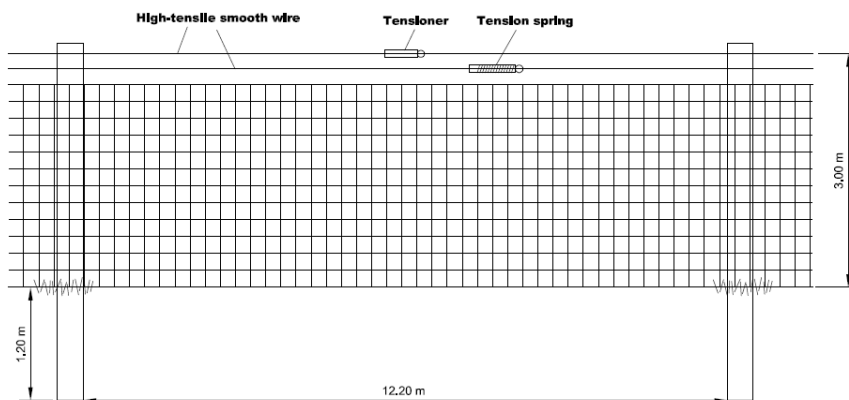 High-tensile smooth wire
Tensioner
Tension spring
3.00 m
1.20 m
12.20 m